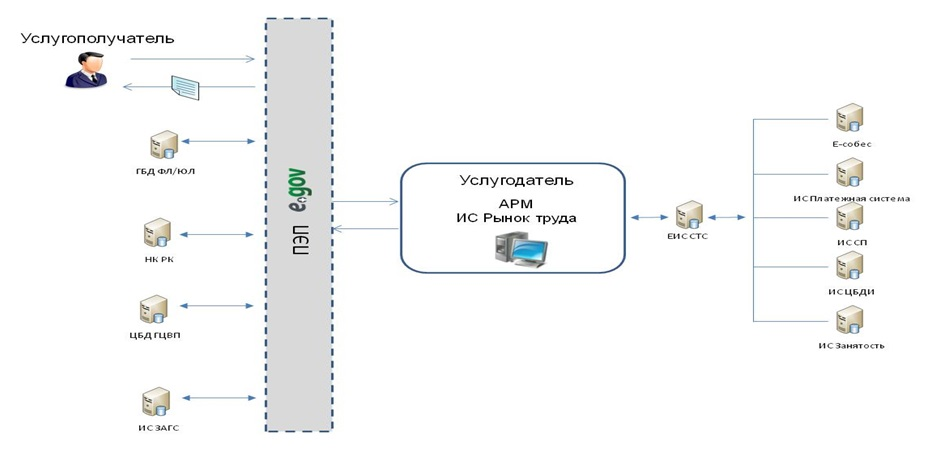 Услугополучатель
ГБД ФЛ/ЮЛ
НК РК
ЦБД ГЦВП
ИС ЗАГС
ПЭП e.gov
Услугодатель
АРМ
ИС Рынок труда
ЕИС СТС
Е-собес
ИС Платежная система
ИС СП
ИС ЦБДИ
ИС Занятость